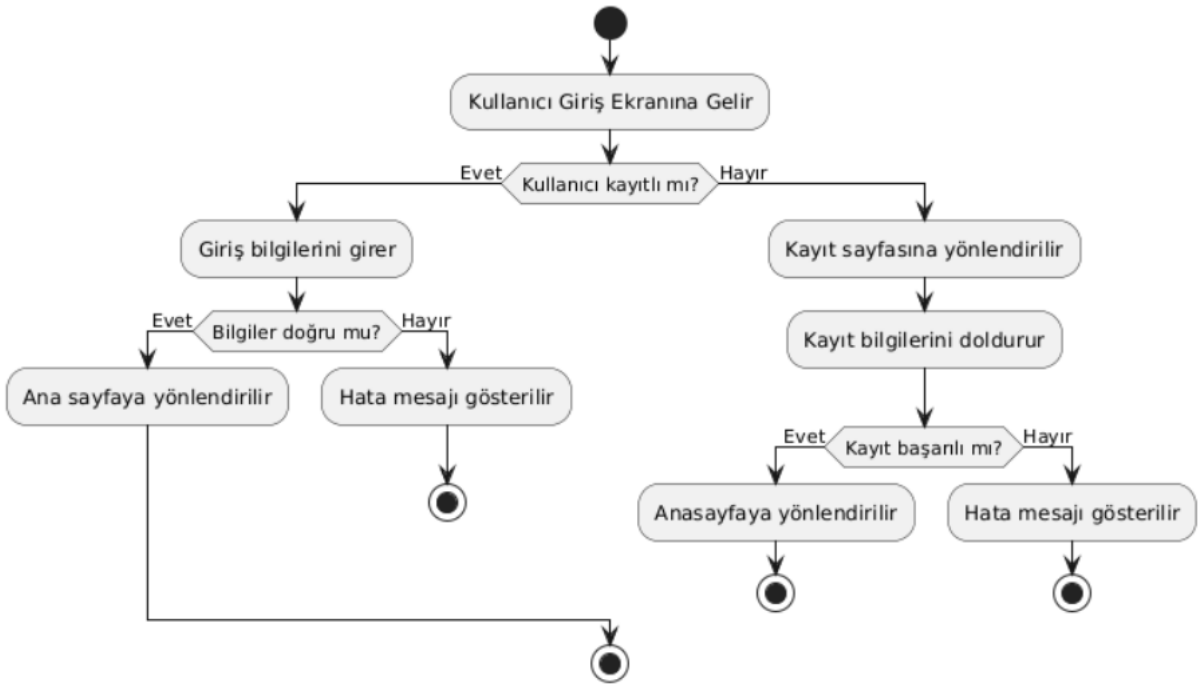 Kullanıcı Giriş Ekranına Gelir
Evet
Kullanıcı kayıtlı mı?
Hayır
Giriş bilgilerini girer
Kayıt sayfasına yönlendirilir
Evet
Bilgiler doğru mu?
Hayır
Kayıt bilgilerini doldurur
Ana sayfaya yönlendirilir
Hata mesajı gösterilir
Evet
Kayıt başarılı mı?
Hayır
Anasayfaya yönlendirilir
Hata mesajı gösterilir